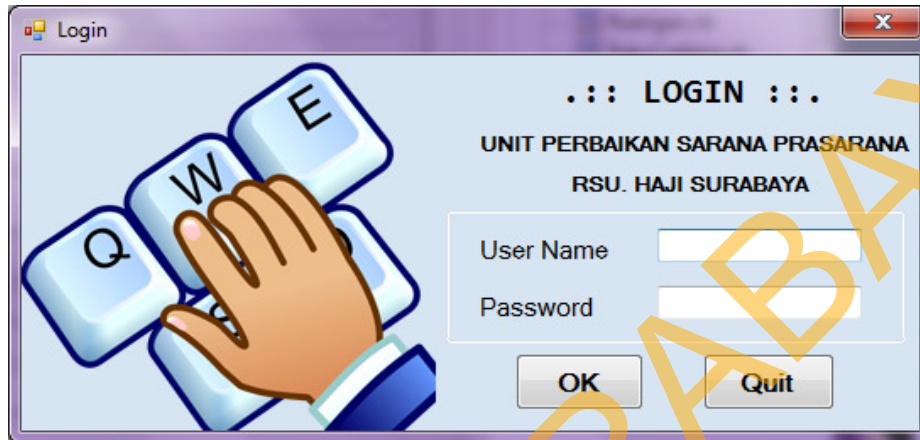 Login
.:: LOGIN ::.
UNIT PERBAIKAN SARANA PRASARANA
RSU. HAJI SURABAYA
User Name
Password
OK
Quit
E
W
Q